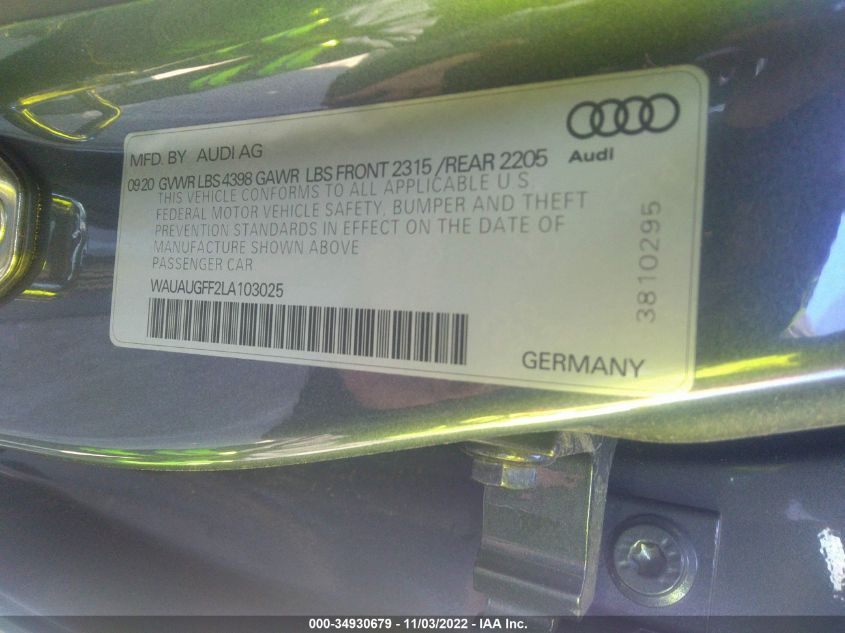 MFD. BY AUDI AG
Audi
0920 GVWR LBS 4398 GAWR LBS FRONT 2315 /REAR 2205
THIS VEHICLE CONFORMS TO ALL APPLICABLE U.S.
FEDERAL MOTOR VEHICLE SAFETY, BUMPER AND THEFT
PREVENTION STANDARDS IN EFFECT ON THE DATE OF
MANUFACTURE SHOWN ABOVE
PASSENGER CAR
WAUAUGFF2LA103025
3810295
GERMANY
000-34930679 - 11/03/2022 - iaai.com